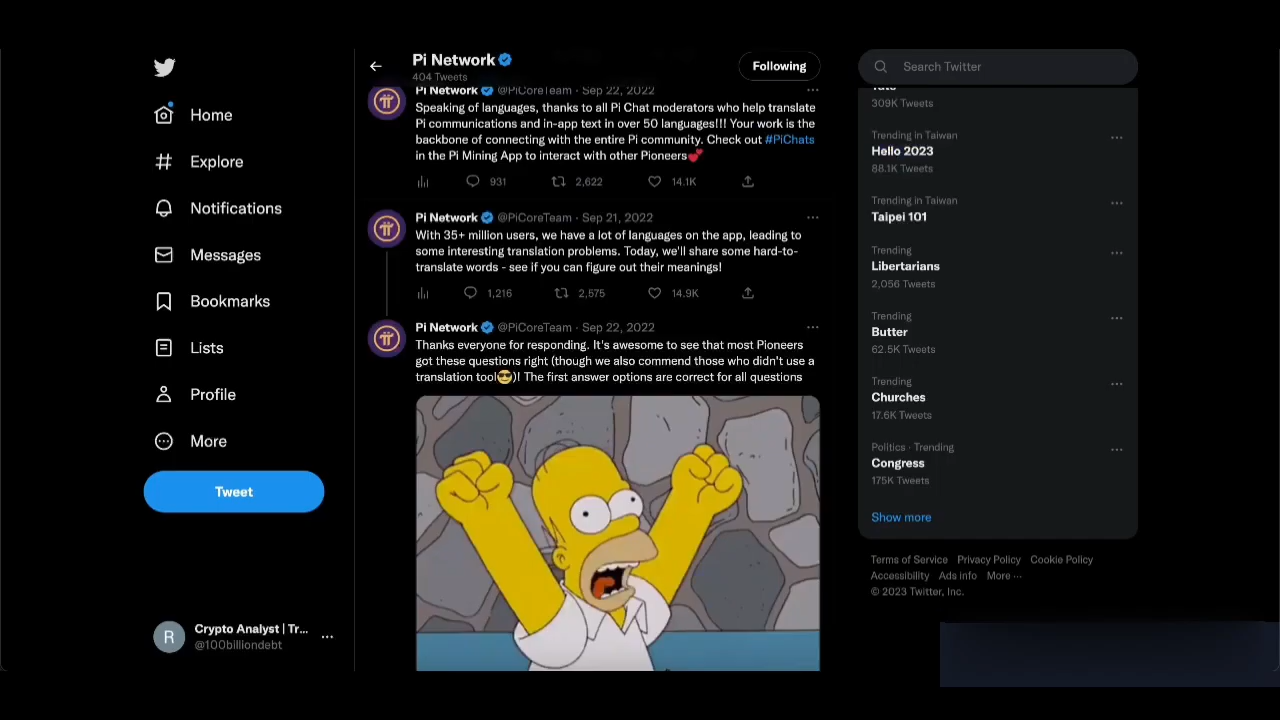 Home
Explore
Notifications
Messages
Bookmarks
Lists
Profile
More
Tweet
Crypto Analyst | Tr...
@100billiondebt
Pi Network
404 Tweets
Following
Pi Network @PiCoreTeam · Sep 22, 2022
Speaking of languages, thanks to all Pi Chat moderators who help translate
Pi communications and in-app text in over 50 languages!!! Your work is the
backbone of connecting with the entire Pi community. Check out #PiChats
in the Pi Mining App to interact with other Pioneers💕
931 2,622 14.1K
Pi Network @PiCoreTeam · Sep 21, 2022
With 35+ million users, we have a lot of languages on the app, leading to
some interesting translation problems. Today, we'll share some hard-to-
translate words - see if you can figure out their meanings!
1,216 2,575 14.9K
Pi Network @PiCoreTeam · Sep 22, 2022
Thanks everyone for responding. It's awesome to see that most Pioneers
got these questions right (though we also commend those who didn't use a
translation tool😎)! The first answer options are correct for all questions
Search Twitter
309K Tweets
Trending in Taiwan
Hello 2023
88.1K Tweets
Trending in Taiwan
Taipei 101
Trending
Libertarians
2,056 Tweets
Trending
Butter
62.5K Tweets
Trending
Churches
17.6K Tweets
Politics · Trending
Congress
175K Tweets
Show more
Terms of Service Privacy Policy Cookie Policy
Accessibility Ads info More ...
© 2023 Twitter, Inc.
R